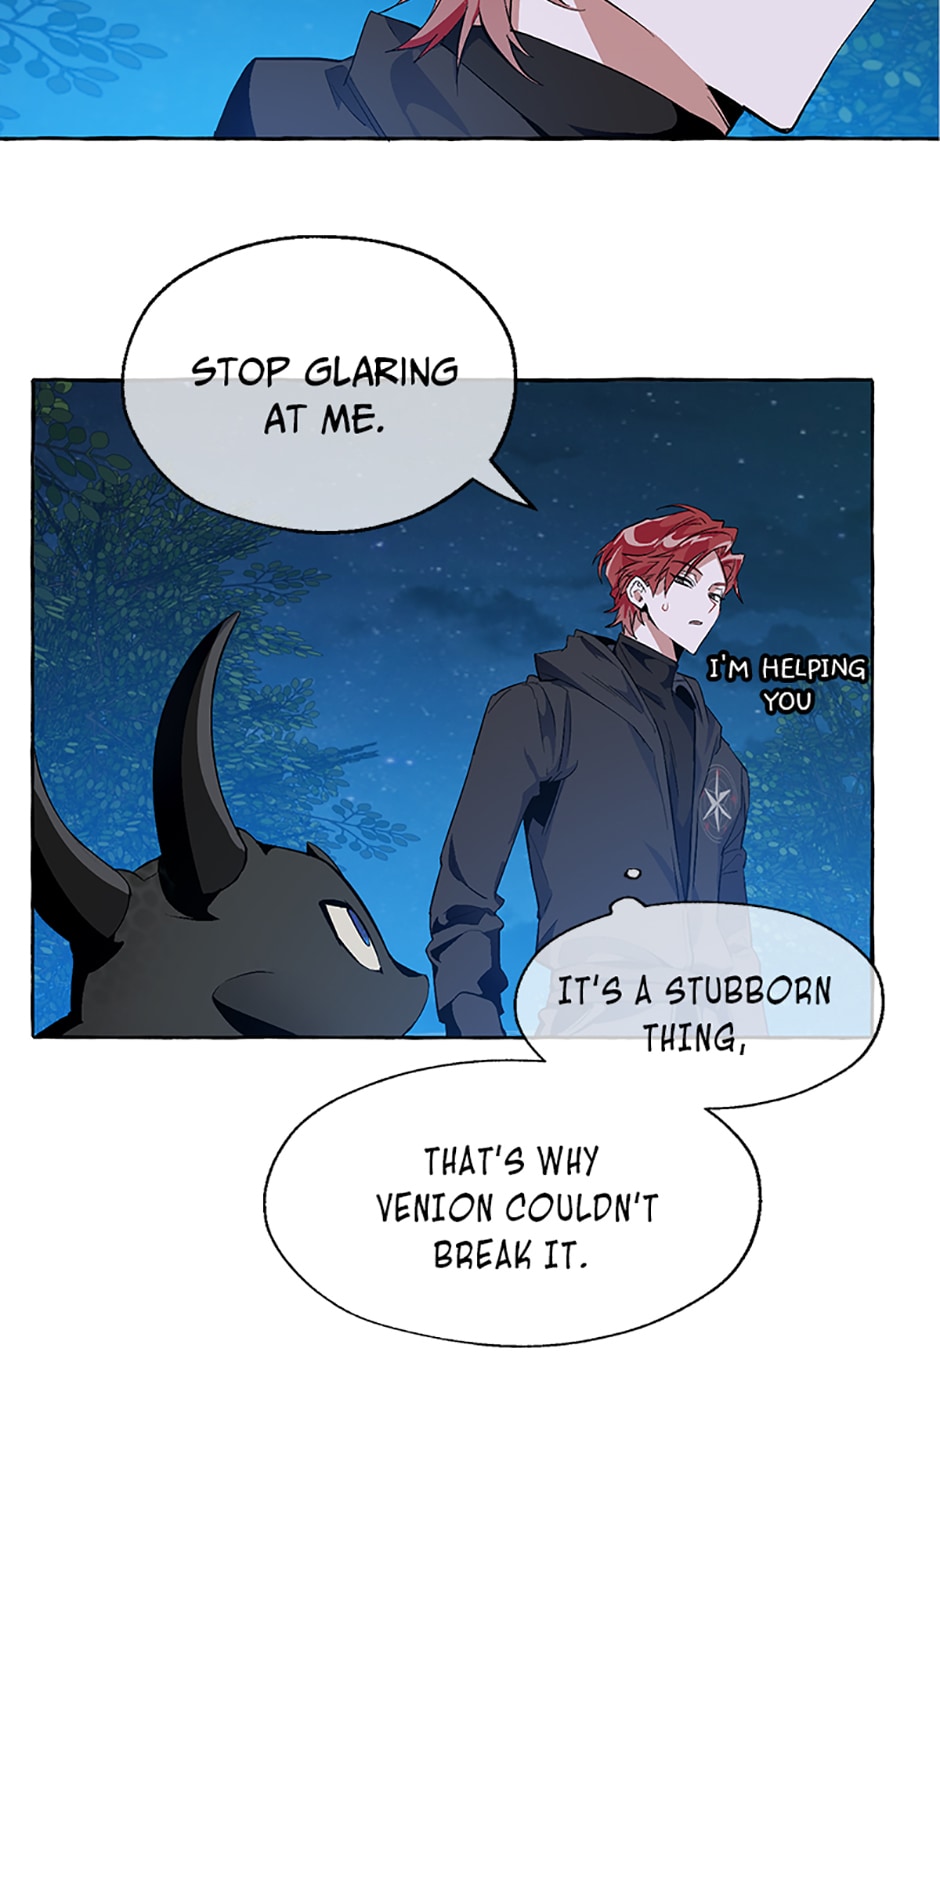 STOP GLARING
AT ME.
I'M HELPING
YOU
IT'S A STUBBORN
THING,
THAT'S WHY
VENION COULDN'T
BREAK IT.